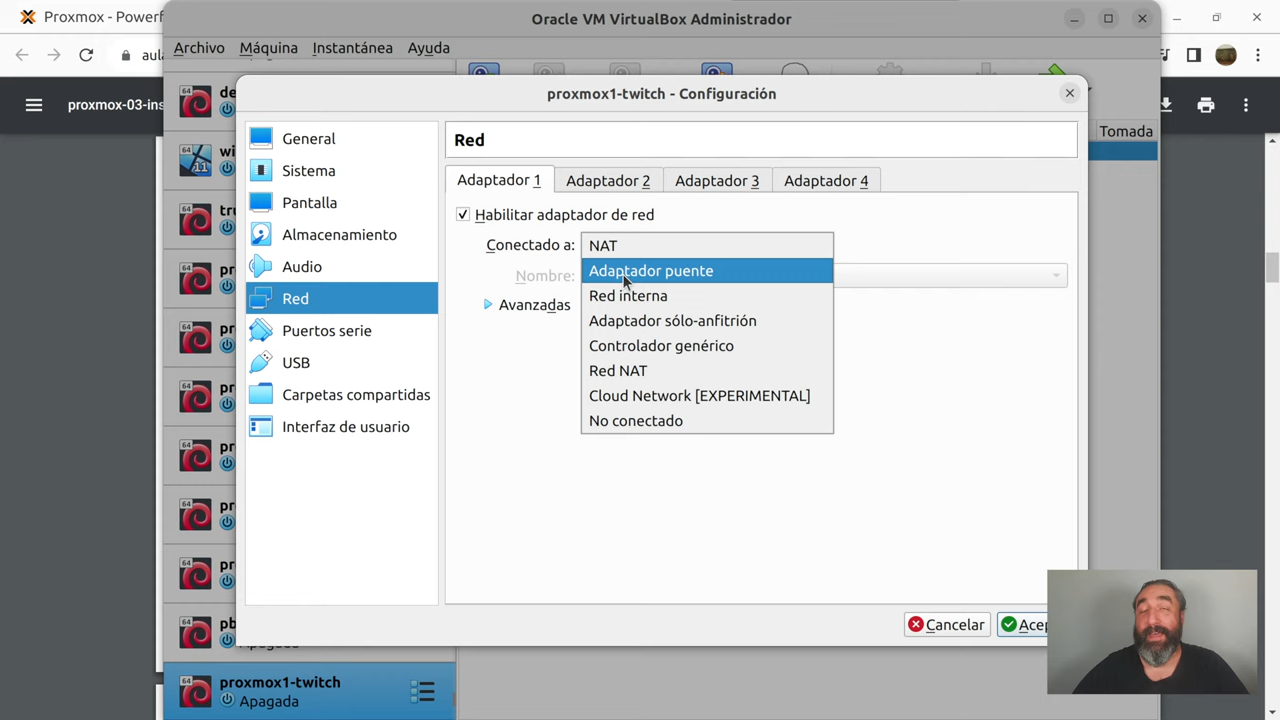 Proxmox - Powerf
Oracle VM VirtualBox Administrador
aula
Archivo Máquina Instantánea Ayuda
proxmox-03-ins
proxmox1-twitch - Configuración
Tomada
General
Sistema
Pantalla
Almacenamiento
Audio
Red
Puertos serie
USB
Carpetas compartidas
Interfaz de usuario
Red
Adaptador 1 Adaptador 2 Adaptador 3 Adaptador 4
Habilitar adaptador de red
Conectado a: NAT
Adaptador puente
Nombre:
Red interna
Avanzadas
Adaptador sólo-anfitrión
Controlador genérico
Red NAT
Cloud Network [EXPERIMENTAL]
No conectado
Cancelar
proxmox1-twitch
Apagada